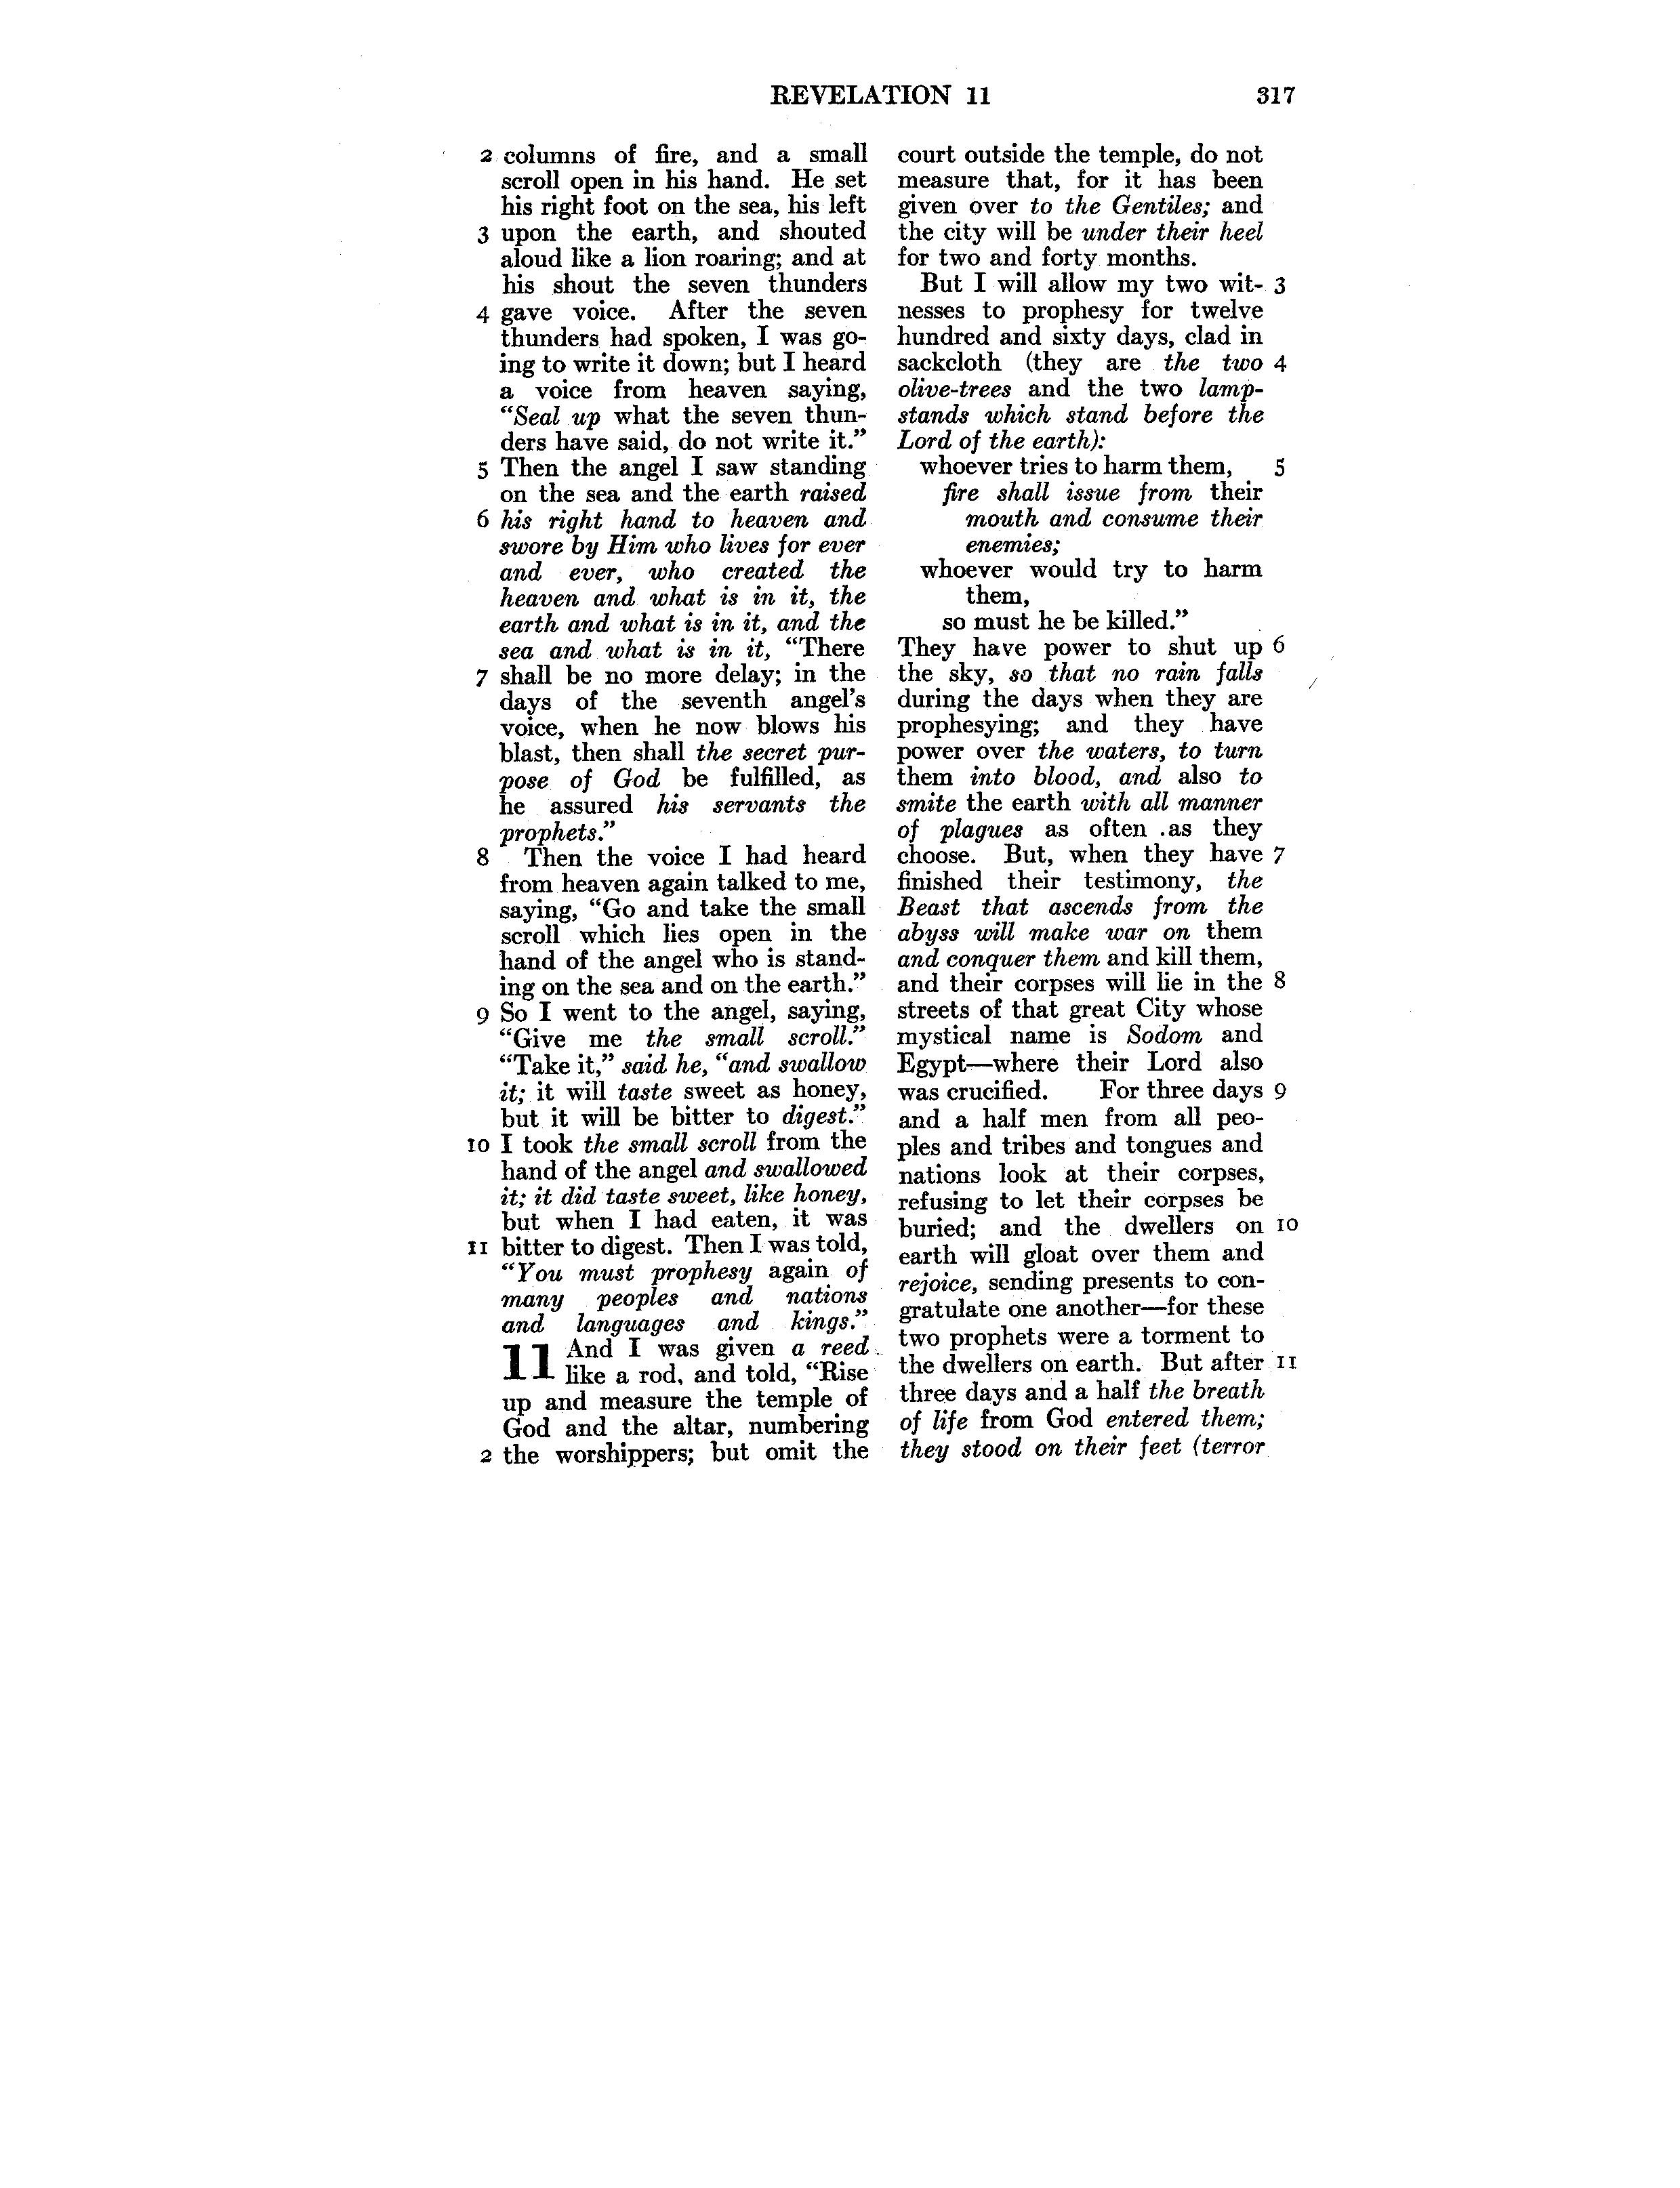 REVELATION 11 317
2 columns of fire, and a small
scroll open in his hand. He set
his right foot on the sea, his left
3 upon the earth, and shouted
aloud like a lion roaring; and at
his shout the seven thunders
4 gave voice. After the seven
thunders had spoken, I was go-
ing to write it down; but I heard
a voice from heaven saying,
“Seal up what the seven thun-
ders have said, do not write it.”
5 Then the angel I saw standing
on the sea and the earth raised
6 his right hand to heaven and
swore by Him who lives for ever
and ever, who created the
heaven and what is in it, the
earth and what is in it, and the
sea and what is in it, “There
7 shall be no more delay; in the
days of the seventh angel’s
voice, when he now blows his
blast, then shall the secret pur-
pose of God be fulfilled, as
he assured his servants the
prophets.”
8 Then the voice I had heard
from heaven again talked to me,
saying, “Go and take the small
scroll which lies open in the
hand of the angel who is stand-
ing on the sea and on the earth.”
9 So I went to the angel, saying,
“Give me the small scroll.”
“Take it,” said he, “and swallow
it; it will taste sweet as honey,
but it will be bitter to digest.”
10 I took the small scroll from the
hand of the angel and swallowed
it; it did taste sweet, like honey,
but when I had eaten, it was
11 bitter to digest. Then I was told,
“You must prophesy again of
many peoples and nations
and languages and kings.”
11 And I was given a reed
like a rod, and told, “Rise
up and measure the temple of
God and the altar, numbering
2 the worshippers; but omit the
court outside the temple, do not
measure that, for it has been
given over to the Gentiles; and
the city will be under their heel
for two and forty months.
But I will allow my two wit- 3
nesses to prophesy for twelve
hundred and sixty days, clad in
sackcloth (they are the two 4
olive-trees and the two lamp-
stands which stand before the
Lord of the earth):
whoever tries to harm them, 5
fire shall issue from their
mouth and consume their
enemies;
whoever would try to harm
them,
so must he be killed.”
They have power to shut up 6
the sky, so that no rain falls
during the days when they are
prophesying; and they have
power over the waters, to turn
them into blood, and also to
smite the earth with all manner
of plagues as often .as they
choose. But, when they have 7
finished their testimony, the
Beast that ascends from the
abyss will make war on them
and conquer them and kill them,
and their corpses will lie in the 8
streets of that great City whose
mystical name is Sodom and
Egypt—where their Lord also
was crucified. For three days 9
and a half men from all peo-
ples and tribes and tongues and
nations look at their corpses,
refusing to let their corpses be
buried; and the dwellers on 10
earth will gloat over them and
rejoice, sending presents to con-
gratulate one another—for these
two prophets were a torment to
the dwellers on earth. But after 11
three days and a half the breath
of life from God entered them;
they stood on their feet (terror